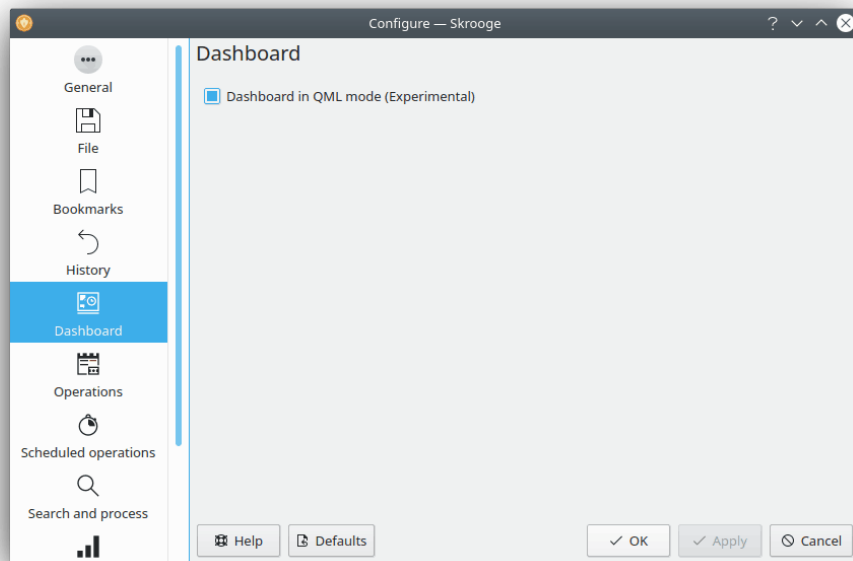 Configure — Skrooge
General
File
Bookmarks
History
Dashboard
Operations
Scheduled operations
Search and process
Dashboard
Dashboard in QML mode (Experimental)
Help
Defaults
OK
Apply
Cancel